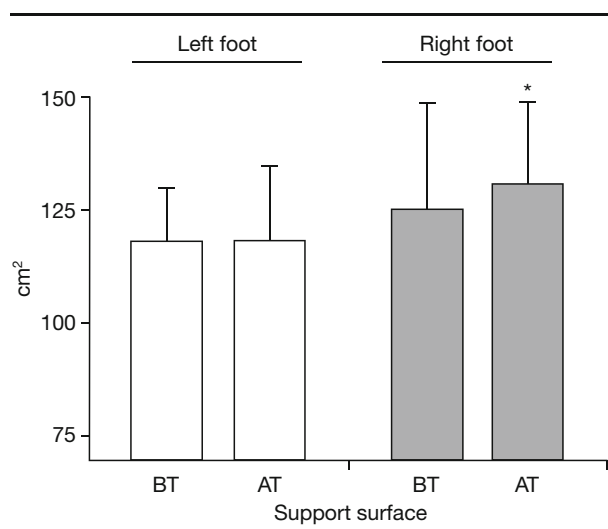 Left foot Right foot
150
*
125
cm²
100
75
BT AT BT AT
Support surface